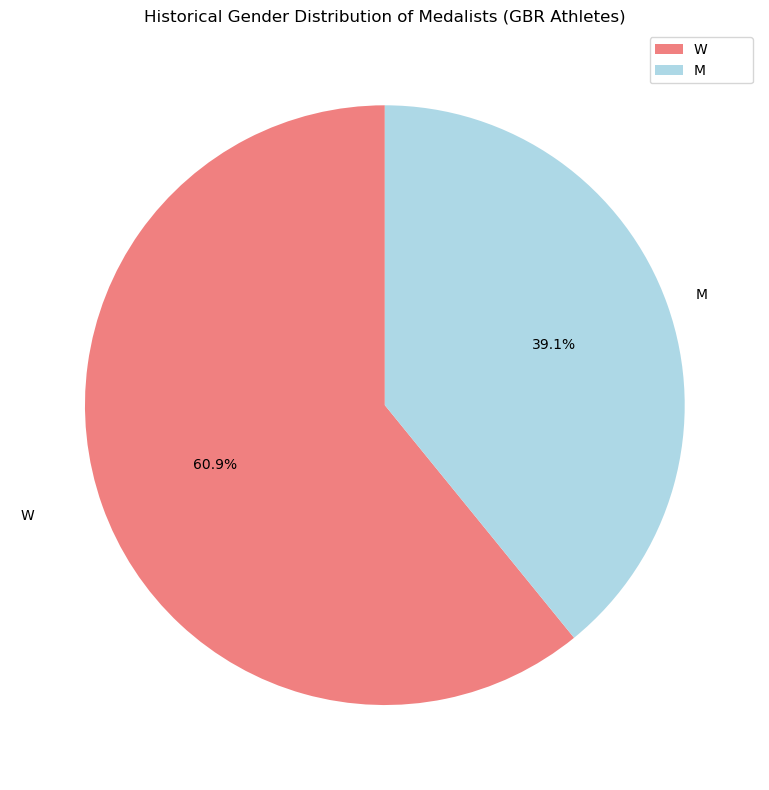 Historical Gender Distribution of Medalists (GBR Athletes)
W
M
M
39.1%
60.9%
W